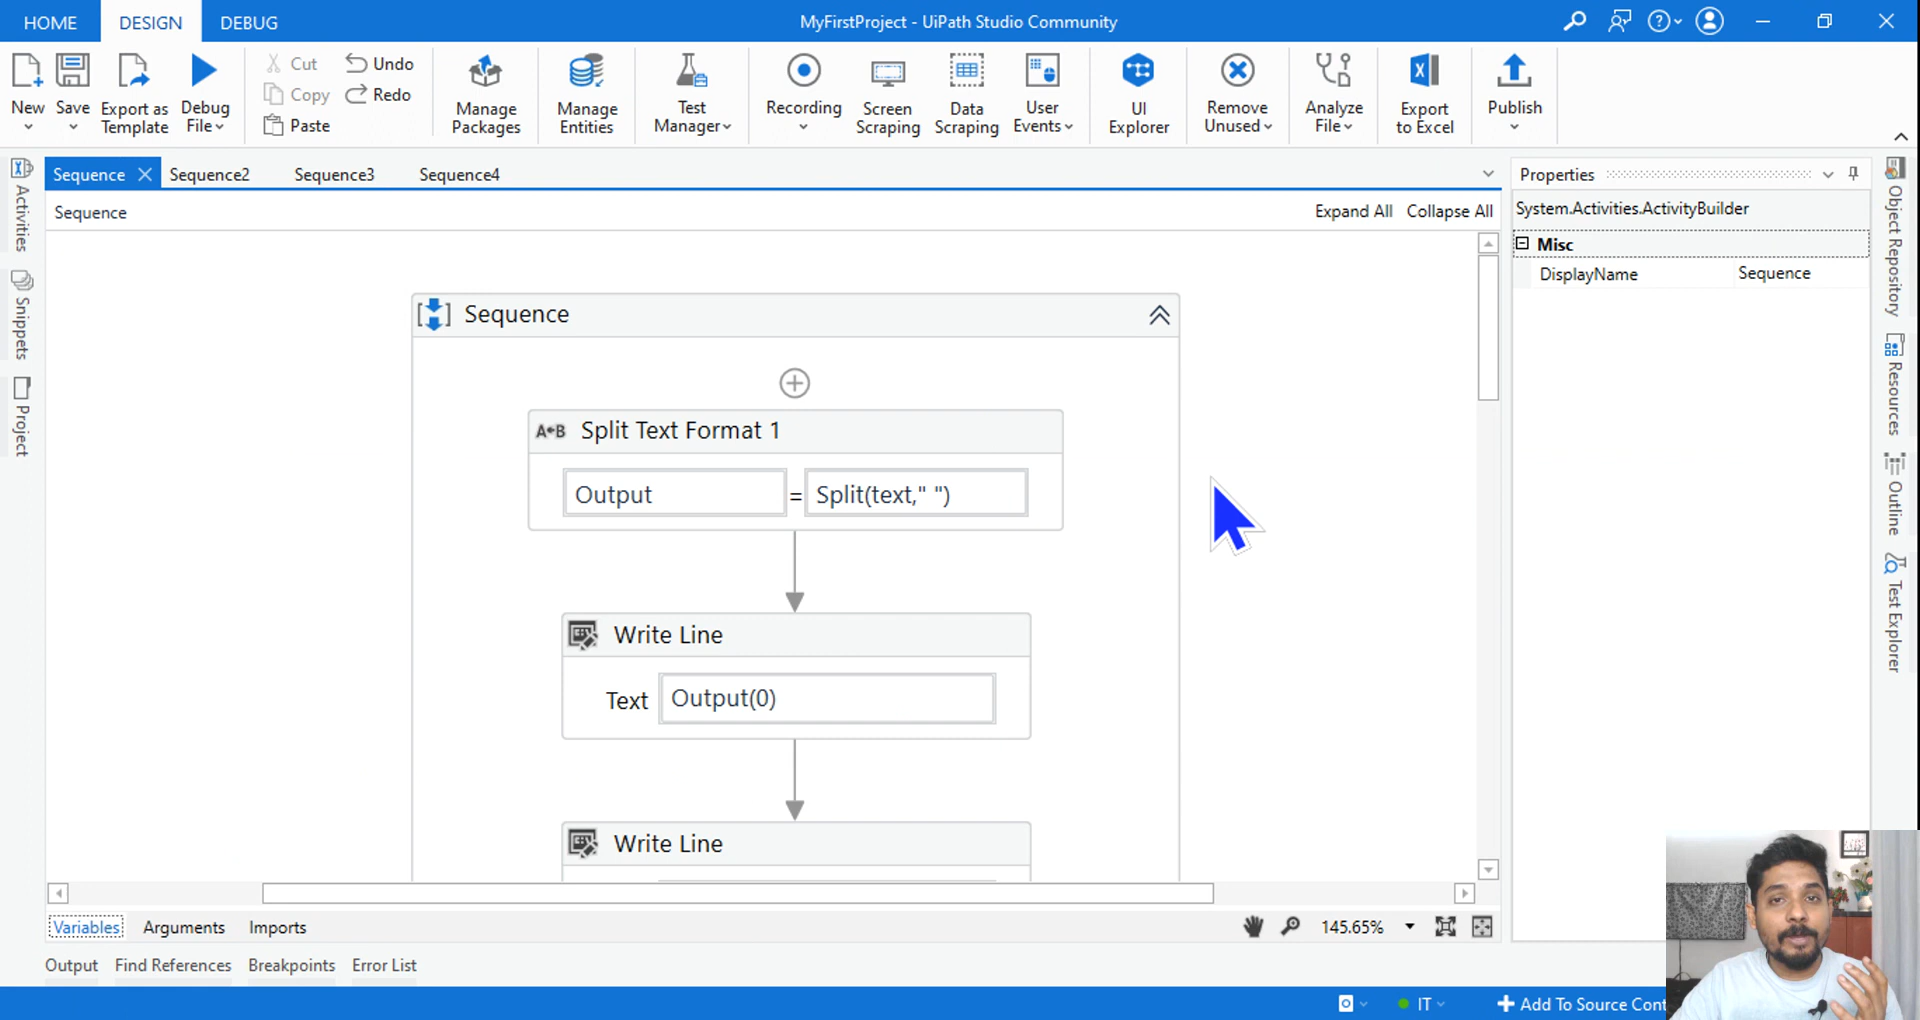 HOME DESIGN DEBUG MyFirstProject - UiPath Studio Community
New
Save
Export as
Template
Debug
File
Cut
Copy
Paste
Undo
Redo
Manage
Packages
Manage
Entities
Test
Manager
Recording
Screen
Scraping
Data
Scraping
User
Events
UI
Explorer
Remove
Unused
Analyze
File
Export
to Excel
Publish
Activities
Snippets
Project
Sequence Sequence2 Sequence3 Sequence4
Sequence Expand All Collapse All
Sequence
A B Split Text Format 1
Output = Split(text," ")
Write Line
Text Output(0)
Write Line
Properties
System.Activities.ActivityBuilder
Misc
DisplayName Sequence
Object Repository
Resources
Outline
Test Explorer
Variables Arguments Imports 145.65%
Output Find References Breakpoints Error List
IT Add To Source Cont